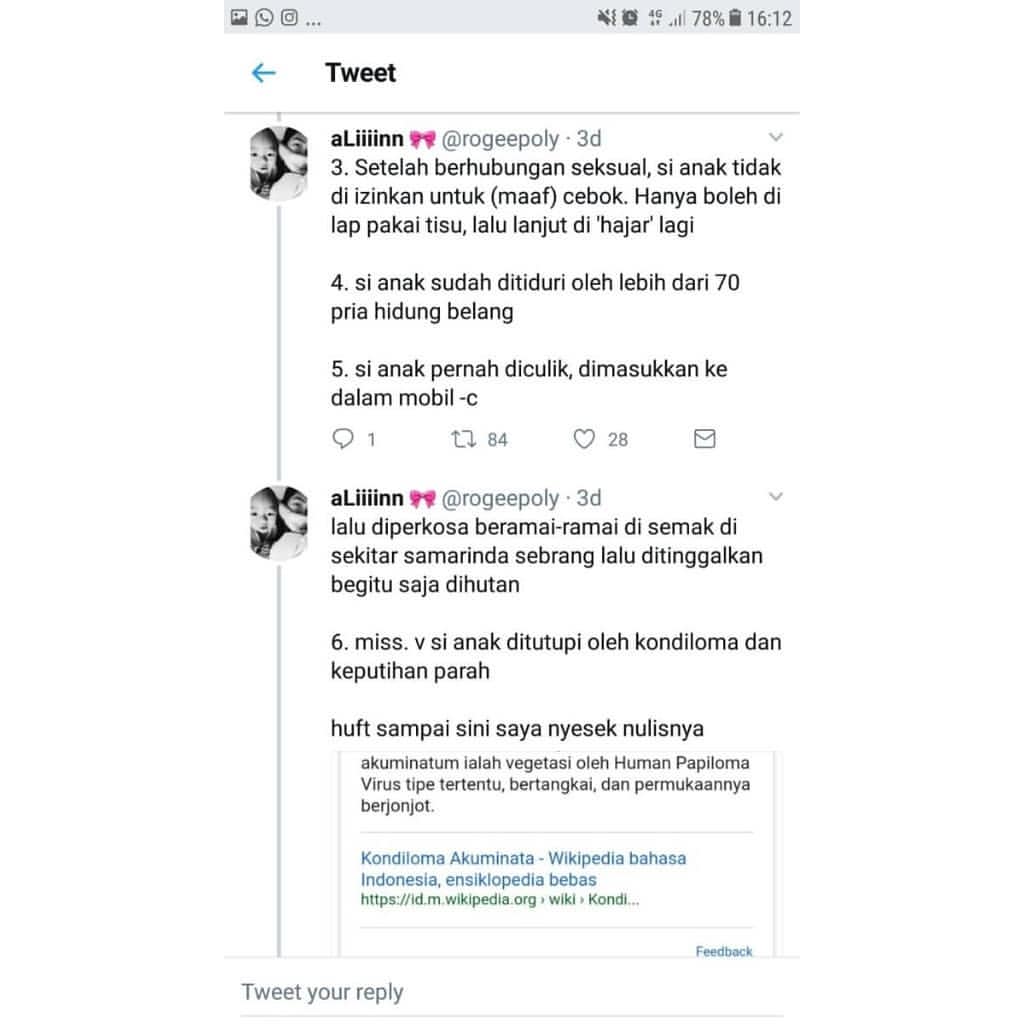 ... 4G 78% 16:12
Tweet
aLiiiinn 🎀 @rogeepoly · 3d
3. Setelah berhubungan seksual, si anak tidak
di izinkan untuk (maaf) cebok. Hanya boleh di
lap pakai tisu, lalu lanjut di 'hajar' lagi
4. si anak sudah ditiduri oleh lebih dari 70
pria hidung belang
5. si anak pernah diculik, dimasukkan ke
dalam mobil -c
1 84 28
aLiiiinn 🎀 @rogeepoly · 3d
lalu diperkosa beramai-ramai di semak di
sekitar samarinda sebrang lalu ditinggalkan
begitu saja dihutan
6. miss. v si anak ditutupi oleh kondiloma dan
keputihan parah
huft sampai sini saya nyesek nulisnya
akuminatum ialah vegetasi oleh Human Papiloma
Virus tipe tertentu, bertangkai, dan permukaannya
berjonjot.
Kondiloma Akuminata - Wikipedia bahasa
Indonesia, ensiklopedia bebas
https://id.m.wikipedia.org › wiki › Kondi...
Feedback
Tweet your reply